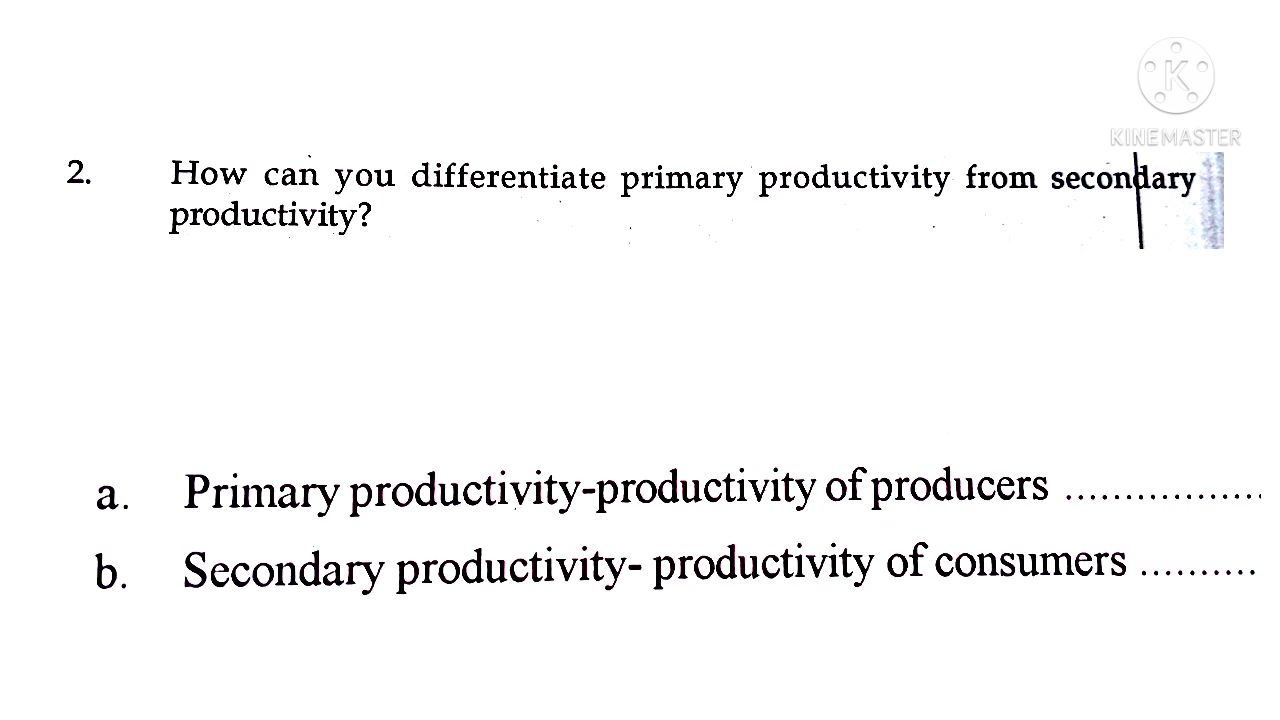 K
KINEMASTER
2. How can you differentiate primary productivity from secondary
productivity?
a. Primary productivity-productivity of producers .................
b. Secondary productivity- productivity of consumers ..........